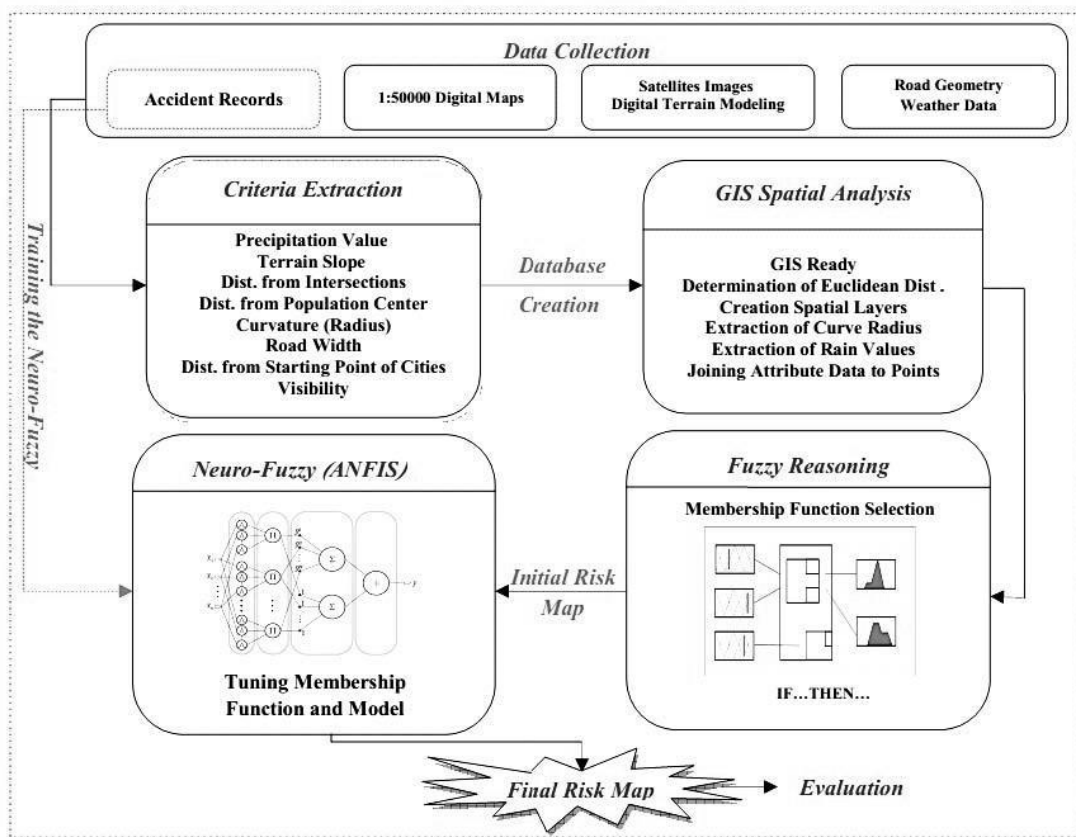 Data Collection
Accident Records
1:50000 Digital Maps
Satellites Images
Digital Terrain Modeling
Road Geometry
Weather Data
Training the Neuro-Fuzzy
Criteria Extraction
Precipitation Value
Terrain Slope
Dist. from Intersections
Dist. from Population Center
Curvature (Radius)
Road Width
Dist. from Starting Point of Cities
Visibility
Database
Creation
GIS Spatial Analysis
GIS Ready
Determination of Euclidean Dist .
Creation Spatial Layers
Extraction of Curve Radius
Extraction of Rain Values
Joining Attribute Data to Points
Neuro-Fuzzy (ANFIS)
Π
Σ
Π
Σ
Π
+
y
Tuning Membership
Function and Model
Initial Risk
Map
Fuzzy Reasoning
Membership Function Selection
IF...THEN...
Final Risk Map
Evaluation